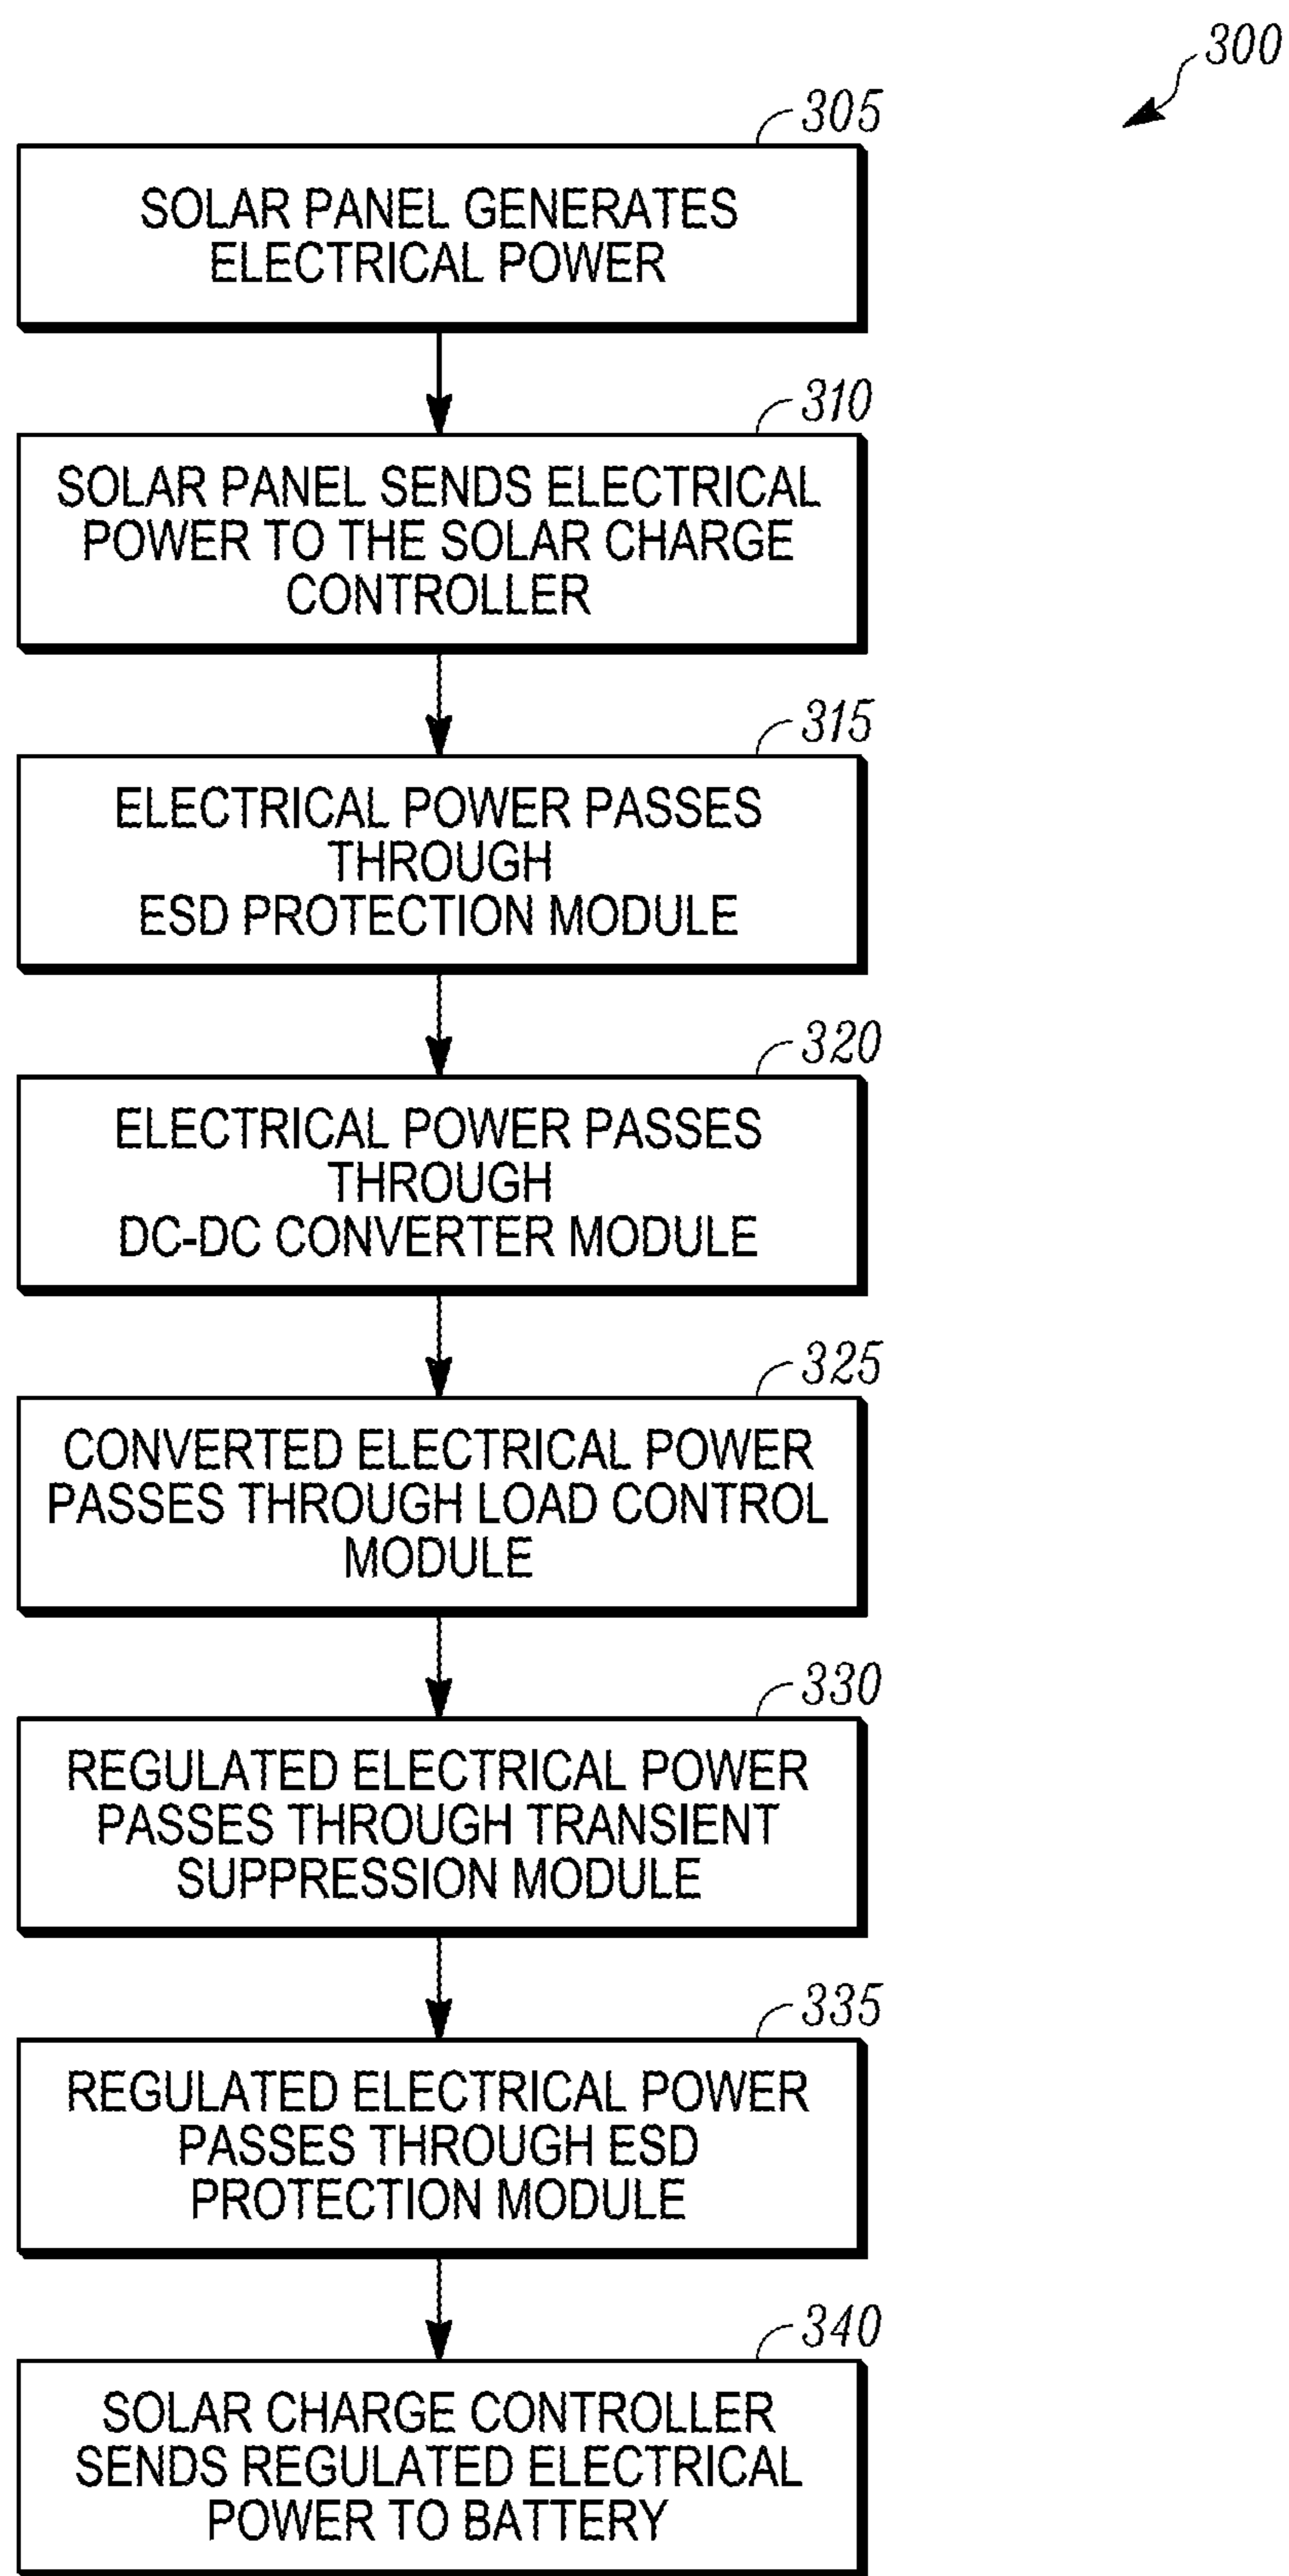 300
305
SOLAR PANEL GENERATES
ELECTRICAL POWER
310
SOLAR PANEL SENDS ELECTRICAL
POWER TO THE SOLAR CHARGE
CONTROLLER
315
ELECTRICAL POWER PASSES
THROUGH
ESD PROTECTION MODULE
320
ELECTRICAL POWER PASSES
THROUGH
DC-DC CONVERTER MODULE
325
CONVERTED ELECTRICAL POWER
PASSES THROUGH LOAD CONTROL
MODULE
330
REGULATED ELECTRICAL POWER
PASSES THROUGH TRANSIENT
SUPPRESSION MODULE
335
REGULATED ELECTRICAL POWER
PASSES THROUGH ESD
PROTECTION MODULE
340
SOLAR CHARGE CONTROLLER
SENDS REGULATED ELECTRICAL
POWER TO BATTERY